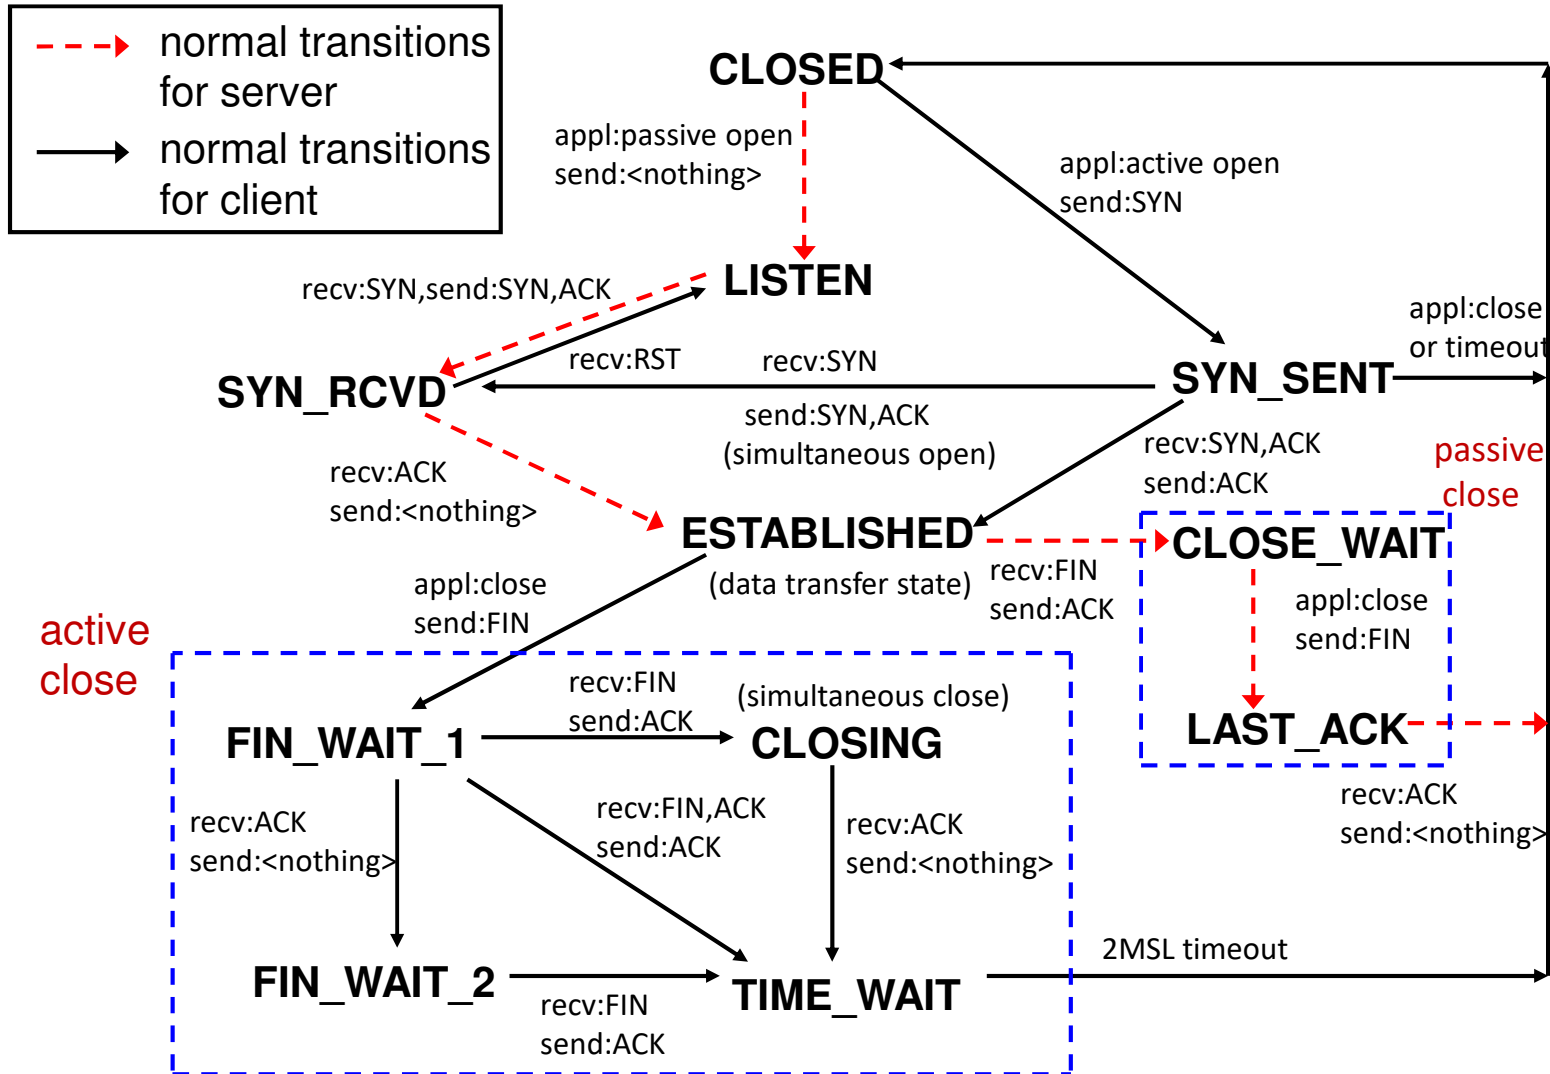 normal transitions
for server
normal transitions
for client
CLOSED
appl:passive open
send:<nothing>
appl:active open
send:SYN
LISTEN
recv:SYN,send:SYN,ACK
recv:RST
recv:SYN
appl:close
or timeout
SYN_RCVD
SYN_SENT
send:SYN,ACK
(simultaneous open)
recv:SYN,ACK
send:ACK
passive
close
recv:ACK
send:<nothing>
ESTABLISHED
(data transfer state)
recv:FIN
send:ACK
CLOSE_WAIT
appl:close
send:FIN
appl:close
send:FIN
active
close
recv:FIN
send:ACK
(simultaneous close)
FIN_WAIT_1
CLOSING
LAST_ACK
recv:ACK
send:<nothing>
recv:FIN,ACK
send:ACK
recv:ACK
send:<nothing>
recv:ACK
send:<nothing>
2MSL timeout
FIN_WAIT_2
recv:FIN
send:ACK
TIME_WAIT